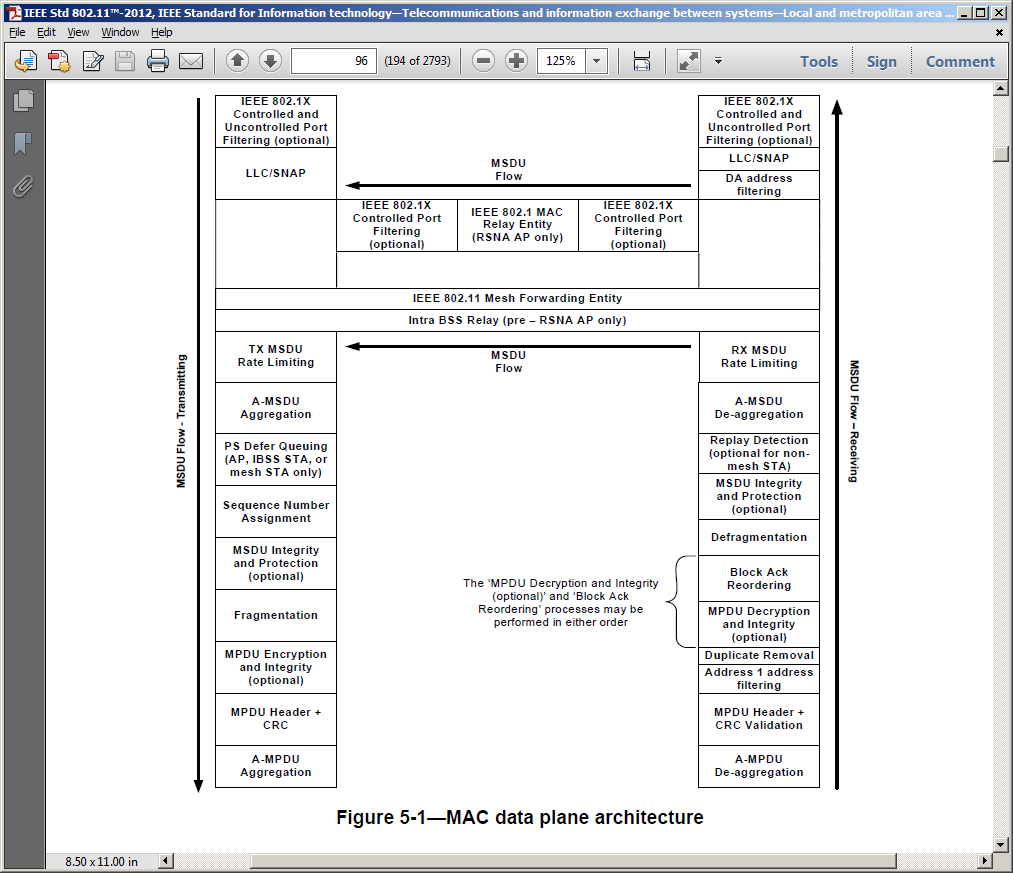 IEEE Std 802.11™-2012, IEEE Standard for Information technology—Telecommunications and information exchange between systems—Local and metropolitan area ...
File Edit View Window Help
96 (194 of 2793) 125% Tools Sign Comment
IEEE 802.1X
Controlled and
Uncontrolled Port
Filtering (optional)
LLC/SNAP
MSDU
Flow
IEEE 802.1X
Controlled and
Uncontrolled Port
Filtering (optional)
LLC/SNAP
DA address
filtering
IEEE 802.1X
Controlled Port
Filtering
(optional)
IEEE 802.1 MAC
Relay Entity
(RSNA AP only)
IEEE 802.1X
Controlled Port
Filtering
(optional)
IEEE 802.11 Mesh Forwarding Entity
Intra BSS Relay (pre – RSNA AP only)
MSDU Flow - Transmitting
TX MSDU
Rate Limiting
A-MSDU
Aggregation
PS Defer Queuing
(AP, IBSS STA, or
mesh STA only)
Sequence Number
Assignment
MSDU Integrity
and Protection
(optional)
Fragmentation
MPDU Encryption
and Integrity
(optional)
MPDU Header +
CRC
A-MPDU
Aggregation
MSDU
Flow
The ‘MPDU Decryption and Integrity
(optional)’ and ‘Block Ack
Reordering’ processes may be
performed in either order
RX MSDU
Rate Limiting
A-MSDU
De-aggregation
Replay Detection
(optional for non-
mesh STA)
MSDU Integrity
and Protection
(optional)
Defragmentation
Block Ack
Reordering
MPDU Decryption
and Integrity
(optional)
Duplicate Removal
Address 1 address
filtering
MPDU Header +
CRC Validation
A-MPDU
De-aggregation
MSDU Flow – Receiving
Figure 5-1—MAC data plane architecture
8.50 x 11.00 in